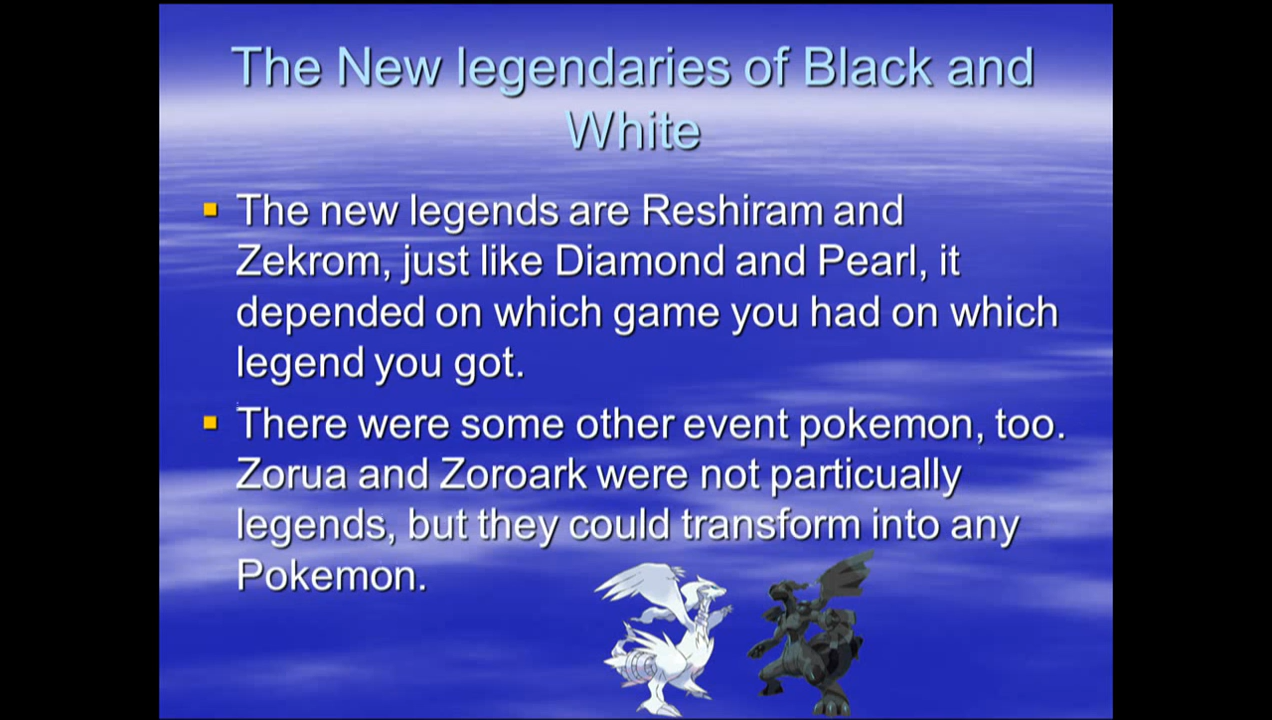 The New legendaries of Black and
White
The new legends are Reshiram and
Zekrom, just like Diamond and Pearl, it
depended on which game you had on which
legend you got.
There were some other event pokemon, too.
Zorua and Zoroark were not particually
legends, but they could transform into any
Pokemon.